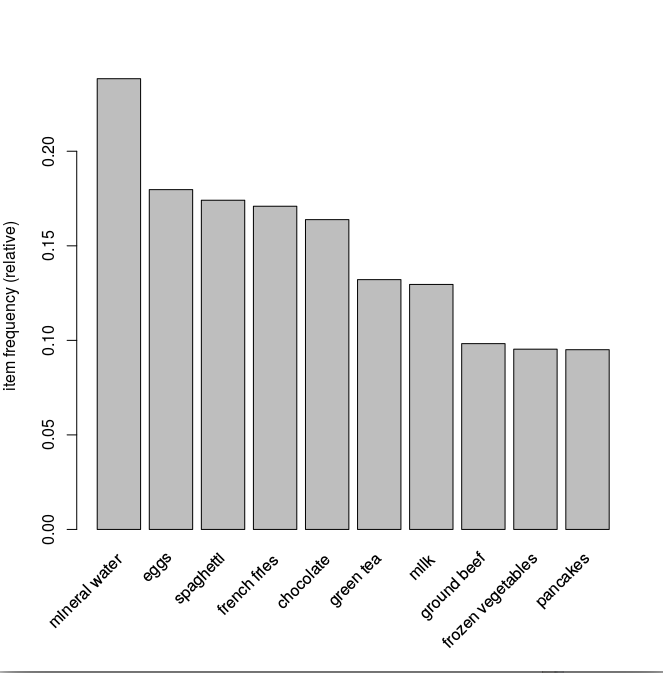 item frequency (relative)
0.20
0.15
0.10
0.05
0.00
mineral water
eggs
spaghetti
french fries
chocolate
green tea
milk
ground beef
frozen vegetables
pancakes